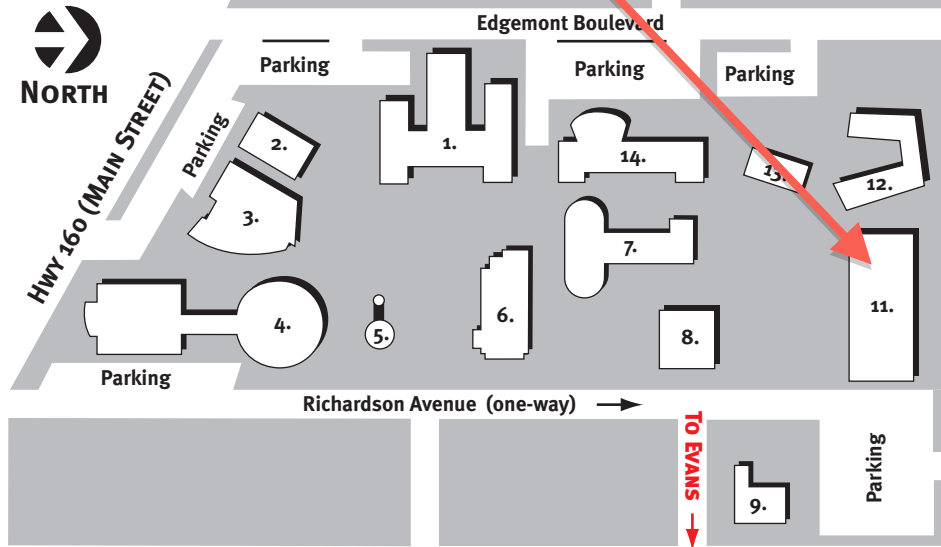 Edgemont Boulevard
NORTH
Parking
Parking
Parking
HWY 160 (MAIN STREET)
Parking
1.
2.
14.
13.
12.
3.
7.
11.
4.
5.
6.
8.
Parking
Richardson Avenue (one-way)
TO EVANS
Parking
9.